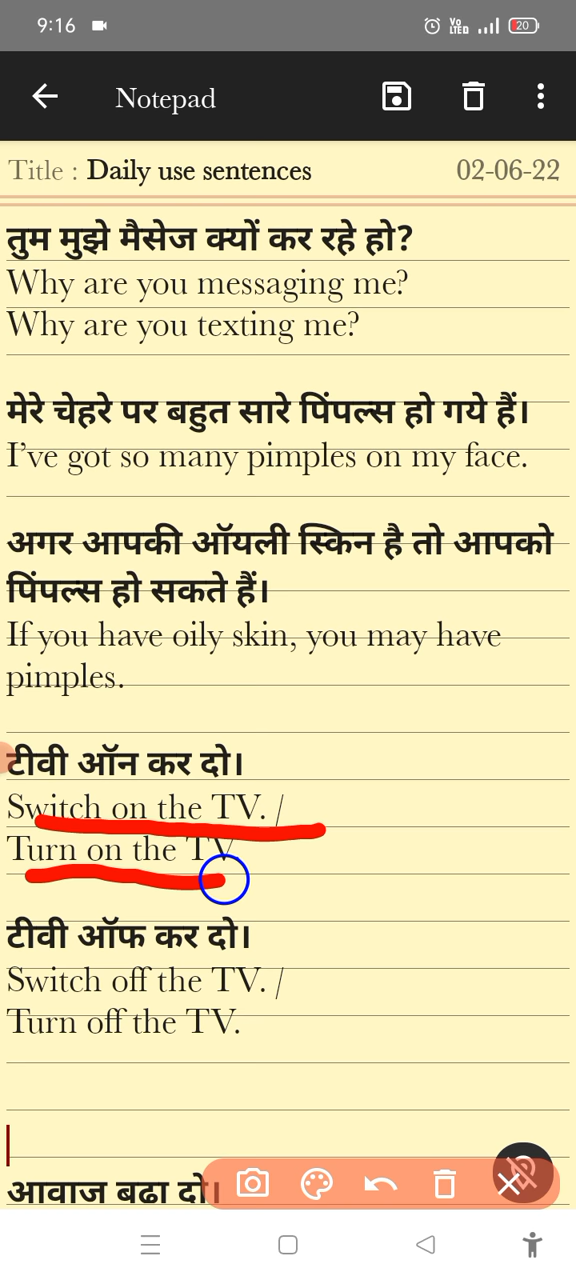 9:16
Vo
LTED
20
Notepad
Title : Daily use sentences 02-06-22
तुम मुझे मैसेज क्यों कर रहे हो?
Why are you messaging me?
Why are you texting me?
मेरे चेहरे पर बहुत सारे पिंपल्स हो गये हैं।
I've got so many pimples on my face.
अगर आपकी ऑयली स्किन है तो आपको
पिंपल्स हो सकते हैं।
If you have oily skin, you may have
pimples.
टीवी ऑन कर दो।
Switch on the TV. /
Turn on the TV.
टीवी ऑफ कर दो।
Switch off the TV. /
Turn off the TV.
आवाज बढा दो।